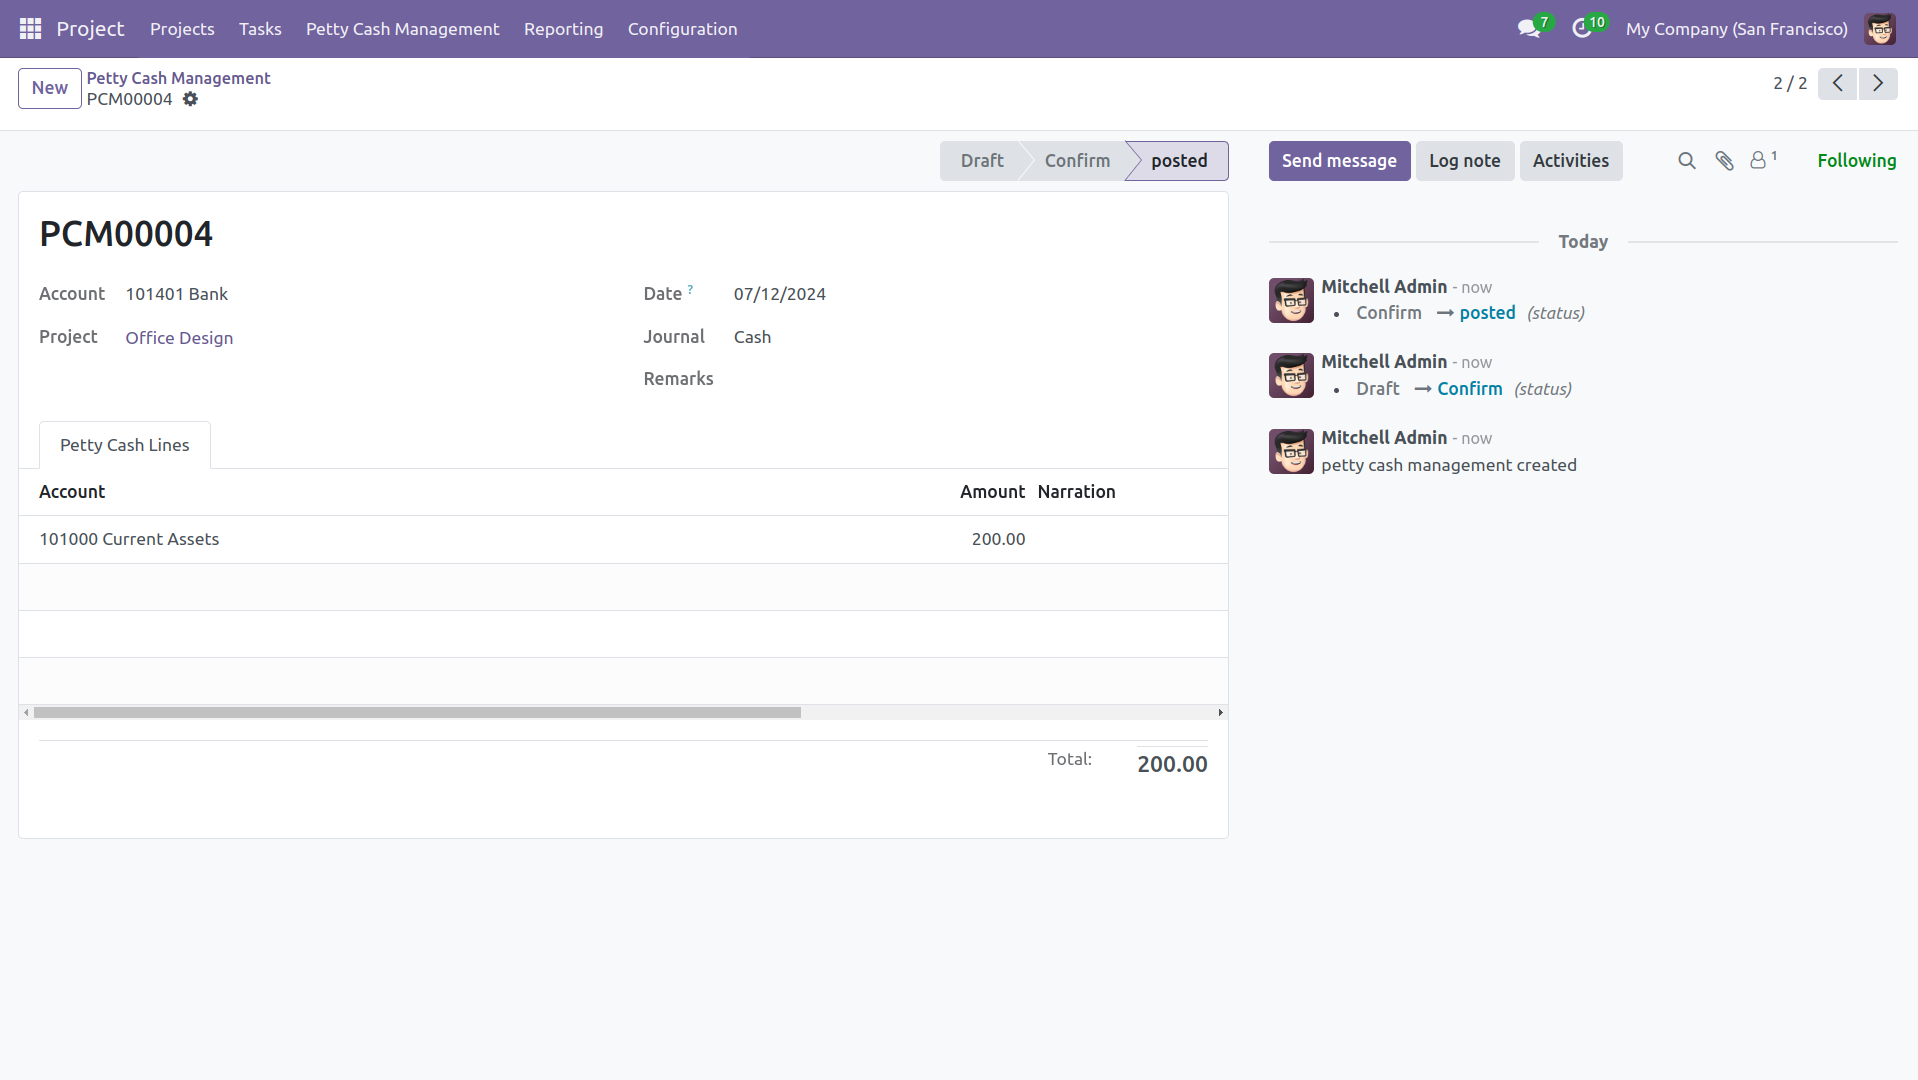 Project Projects Tasks Petty Cash Management Reporting Configuration 7 10 My Company (San Francisco)
New Petty Cash Management
PCM00004
2 / 2
Draft Confirm posted
Send message Log note Activities 1 Following
PCM00004
Account 101401 Bank
Project Office Design
Date ? 07/12/2024
Journal Cash
Remarks
Petty Cash Lines
Account Amount Narration
101000 Current Assets 200.00
Total: 200.00
Today
Mitchell Admin - now
• Confirm → posted (status)
Mitchell Admin - now
• Draft → Confirm (status)
Mitchell Admin - now
petty cash management created